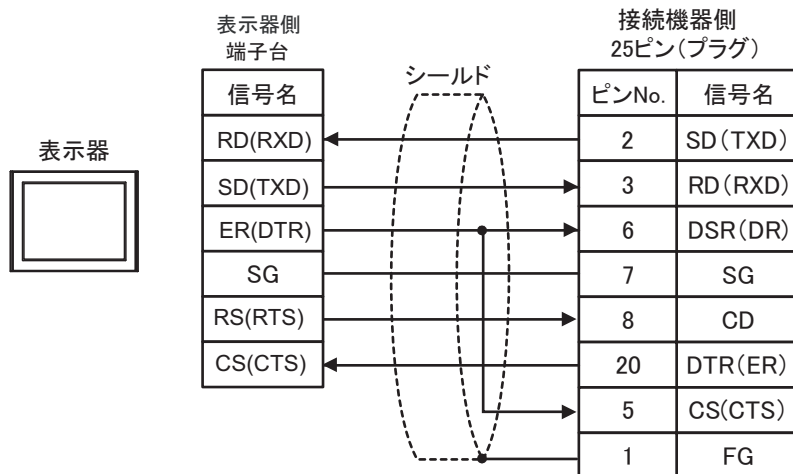 表示器側
端子台
接続機器側
25ピン（プラグ）
シールド
表示器
信号名
RD(RXD)
SD(TXD)
ER(DTR)
SG
RS(RTS)
CS(CTS)
ピンNo. 信号名
2 SD（TXD）
3 RD（RXD）
6 DSR（DR）
7 SG
8 CD
20 DTR（ER）
5 CS(CTS)
1 FG